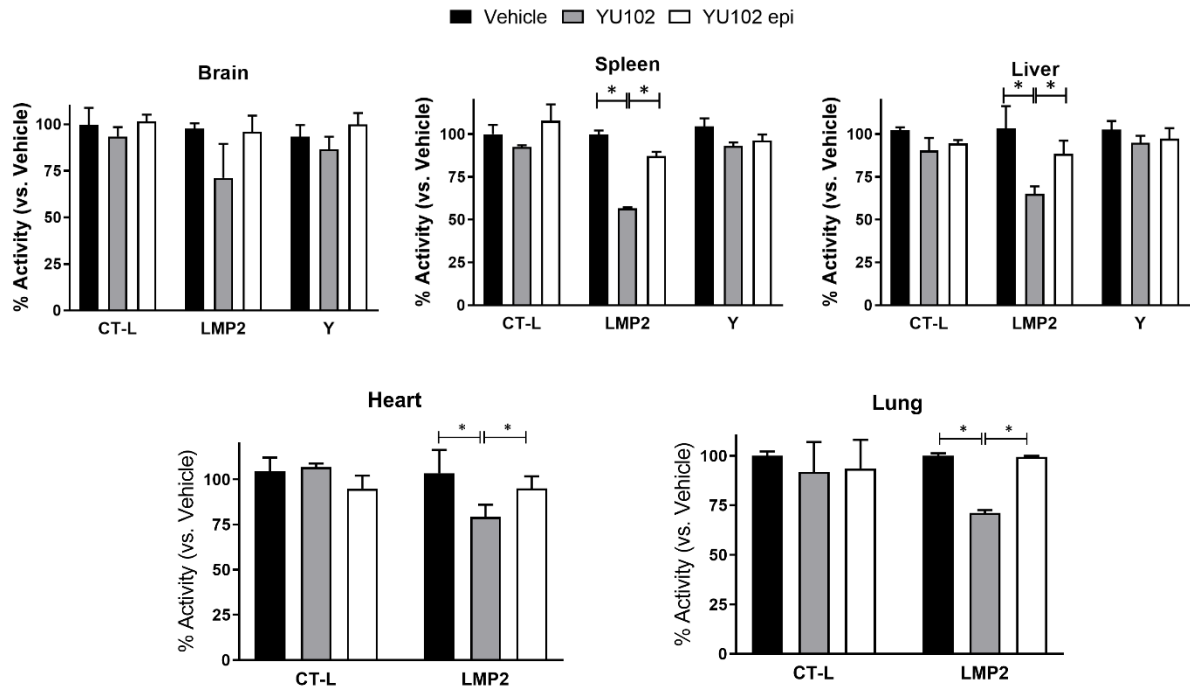 Vehicle YU102 YU102 epi
Brain
% Activity (vs. Vehicle)
100
75
50
25
0
CT-L LMP2 Y
Spleen
* *
% Activity (vs. Vehicle)
100
75
50
25
0
CT-L LMP2 Y
Liver
* *
% Activity (vs. Vehicle)
100
75
50
25
0
CT-L LMP2 Y
Heart
* *
% Activity (vs. Vehicle)
100
75
50
25
0
CT-L LMP2
Lung
* *
% Activity (vs. Vehicle)
100
75
50
25
0
CT-L LMP2